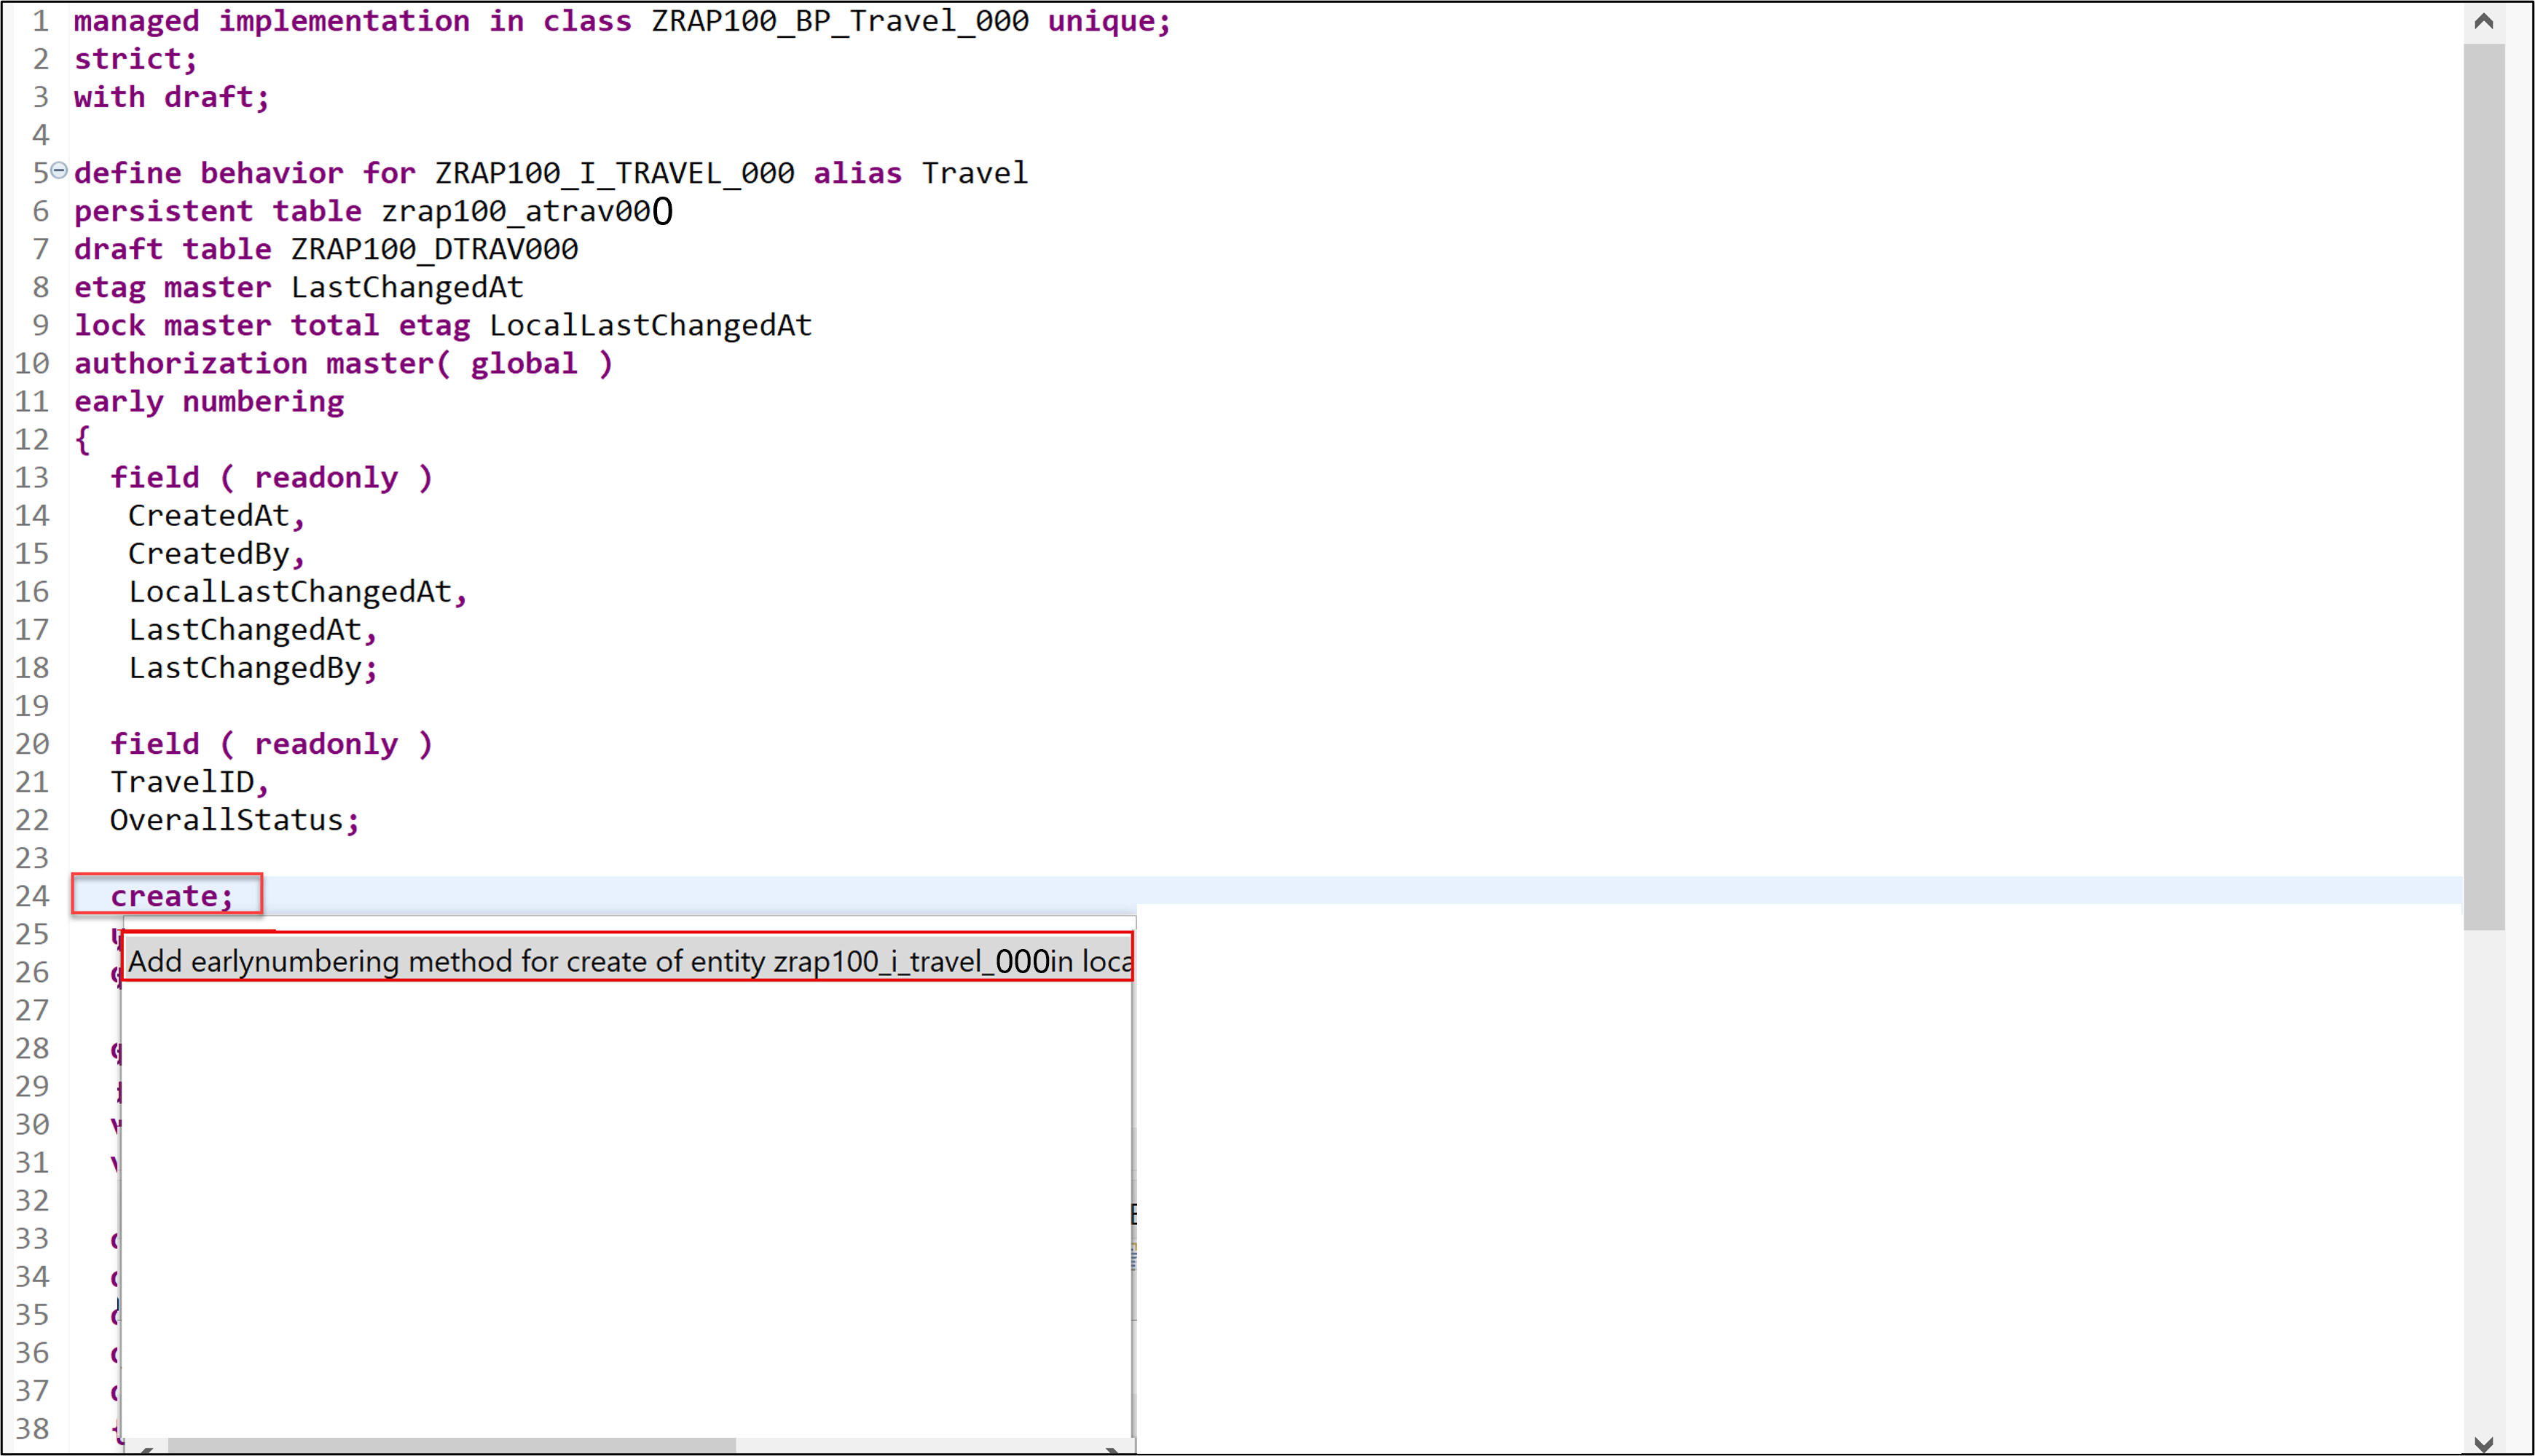 1 managed implementation in class ZRAP100_BP_Travel_000 unique;
2 strict;
3 with draft;
4
5 define behavior for ZRAP100_I_TRAVEL_000 alias Travel
6 persistent table zrap100_atrav000
7 draft table ZRAP100_DTRAV000
8 etag master LastChangedAt
9 lock master total etag LocalLastChangedAt
10 authorization master( global )
11 early numbering
12 {
13 field ( readonly )
14 CreatedAt,
15 CreatedBy,
16 LocalLastChangedAt,
17 LastChangedAt,
18 LastChangedBy;
19
20 field ( readonly )
21 TravelID,
22 OverallStatus;
23
24 create;
25
Add earlynumbering method for create of entity zrap100_i_travel_000in loca
26
27
28
29
30
31
32
33
34
35
36
37
38